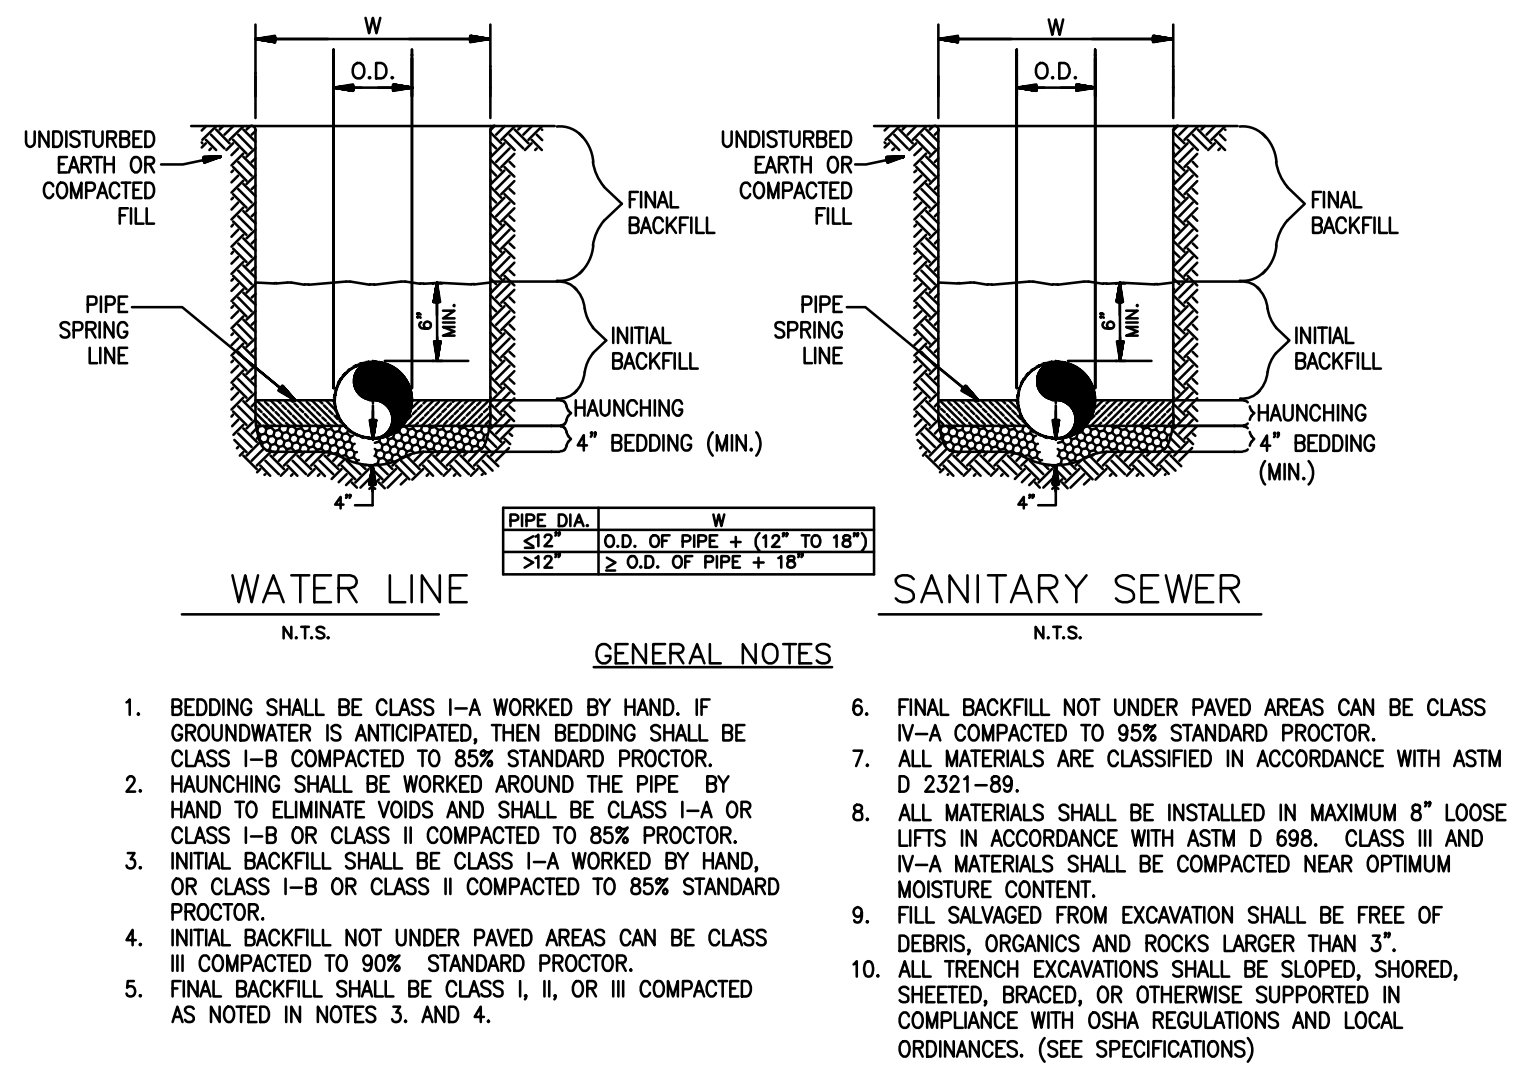 W
O.D.
UNDISTURBED
EARTH OR
COMPACTED
FILL
FINAL
BACKFILL
PIPE
SPRING
LINE
6" MIN.
INITIAL
BACKFILL
HAUNCHING
4" BEDDING (MIN.)
4"
WATER LINE
N.T.S.
W
O.D.
UNDISTURBED
EARTH OR
COMPACTED
FILL
FINAL
BACKFILL
PIPE
SPRING
LINE
6" MIN.
INITIAL
BACKFILL
HAUNCHING
4" BEDDING
(MIN.)
4"
SANITARY SEWER
N.T.S.
PIPE DIA. W
≤12" O.D. OF PIPE + (12" TO 18")
>12" ≥ O.D. OF PIPE + 18"
GENERAL NOTES
1. BEDDING SHALL BE CLASS I-A WORKED BY HAND. IF
GROUNDWATER IS ANTICIPATED, THEN BEDDING SHALL BE
CLASS I-B COMPACTED TO 85% STANDARD PROCTOR.
2. HAUNCHING SHALL BE WORKED AROUND THE PIPE BY
HAND TO ELIMINATE VOIDS AND SHALL BE CLASS I-A OR
CLASS I-B OR CLASS II COMPACTED TO 85% PROCTOR.
3. INITIAL BACKFILL SHALL BE CLASS I-A WORKED BY HAND,
OR CLASS I-B OR CLASS II COMPACTED TO 85% STANDARD
PROCTOR.
4. INITIAL BACKFILL NOT UNDER PAVED AREAS CAN BE CLASS
III COMPACTED TO 90% STANDARD PROCTOR.
5. FINAL BACKFILL SHALL BE CLASS I, II, OR III COMPACTED
AS NOTED IN NOTES 3. AND 4.
6. FINAL BACKFILL NOT UNDER PAVED AREAS CAN BE CLASS
IV-A COMPACTED TO 95% STANDARD PROCTOR.
7. ALL MATERIALS ARE CLASSIFIED IN ACCORDANCE WITH ASTM
D 2321-89.
8. ALL MATERIALS SHALL BE INSTALLED IN MAXIMUM 8" LOOSE
LIFTS IN ACCORDANCE WITH ASTM D 698. CLASS III AND
IV-A MATERIALS SHALL BE COMPACTED NEAR OPTIMUM
MOISTURE CONTENT.
9. FILL SALVAGED FROM EXCAVATION SHALL BE FREE OF
DEBRIS, ORGANICS AND ROCKS LARGER THAN 3".
10. ALL TRENCH EXCAVATIONS SHALL BE SLOPED, SHORED,
SHEETED, BRACED, OR OTHERWISE SUPPORTED IN
COMPLIANCE WITH OSHA REGULATIONS AND LOCAL
ORDINANCES. (SEE SPECIFICATIONS)